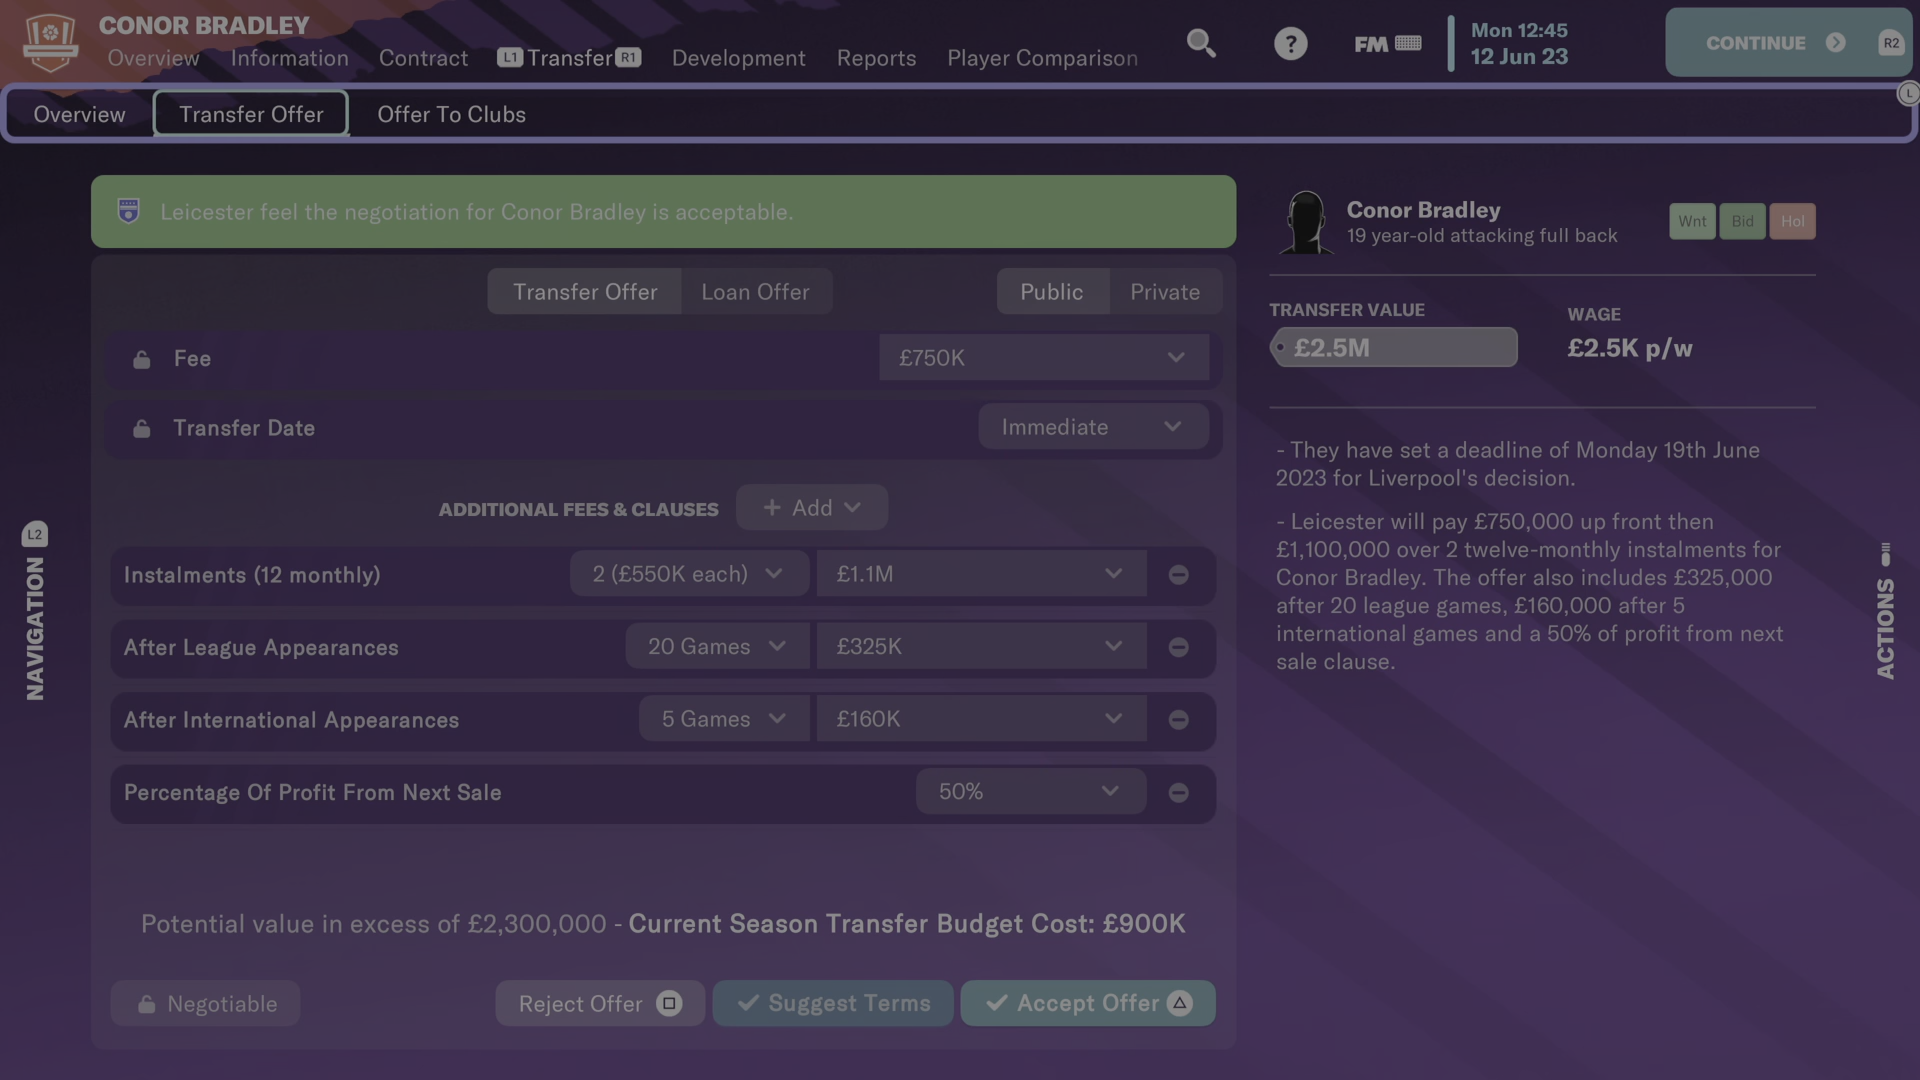 CONOR BRADLEY
Overview
Information
Contract
L1
Transfer
R1
Development
Reports
Player Comparison
?
FM
Mon 12:45
12 Jun 23
CONTINUE
R2
L
Overview
Transfer Offer
Offer To Clubs
Leicester feel the negotiation for Conor Bradley is acceptable.
Transfer Offer
Loan Offer
Public
Private
Fee
£750K
Transfer Date
Immediate
ADDITIONAL FEES & CLAUSES
+ Add
Instalments (12 monthly)
2 (£550K each)
£1.1M
After League Appearances
20 Games
£325K
After International Appearances
5 Games
£160K
Percentage Of Profit From Next Sale
50%
Potential value in excess of £2,300,000 - Current Season Transfer Budget Cost: £900K
Negotiable
Reject Offer
Suggest Terms
Accept Offer
Conor Bradley
19 year-old attacking full back
Wnt
Bid
Hol
TRANSFER VALUE
£2.5M
WAGE
£2.5K p/w
- They have set a deadline of Monday 19th June
2023 for Liverpool's decision.
- Leicester will pay £750,000 up front then
£1,100,000 over 2 twelve-monthly instalments for
Conor Bradley. The offer also includes £325,000
after 20 league games, £160,000 after 5
international games and a 50% of profit from next
sale clause.
L2
NAVIGATION
ACTIONS